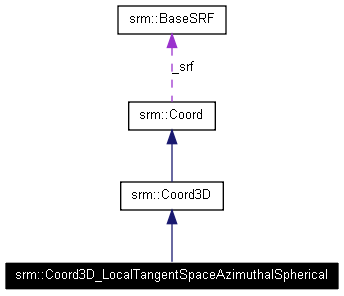 srm::BaseSRF
_srf
srm::Coord
srm::Coord3D
srm::Coord3D_LocalTangentSpaceAzimuthalSpherical